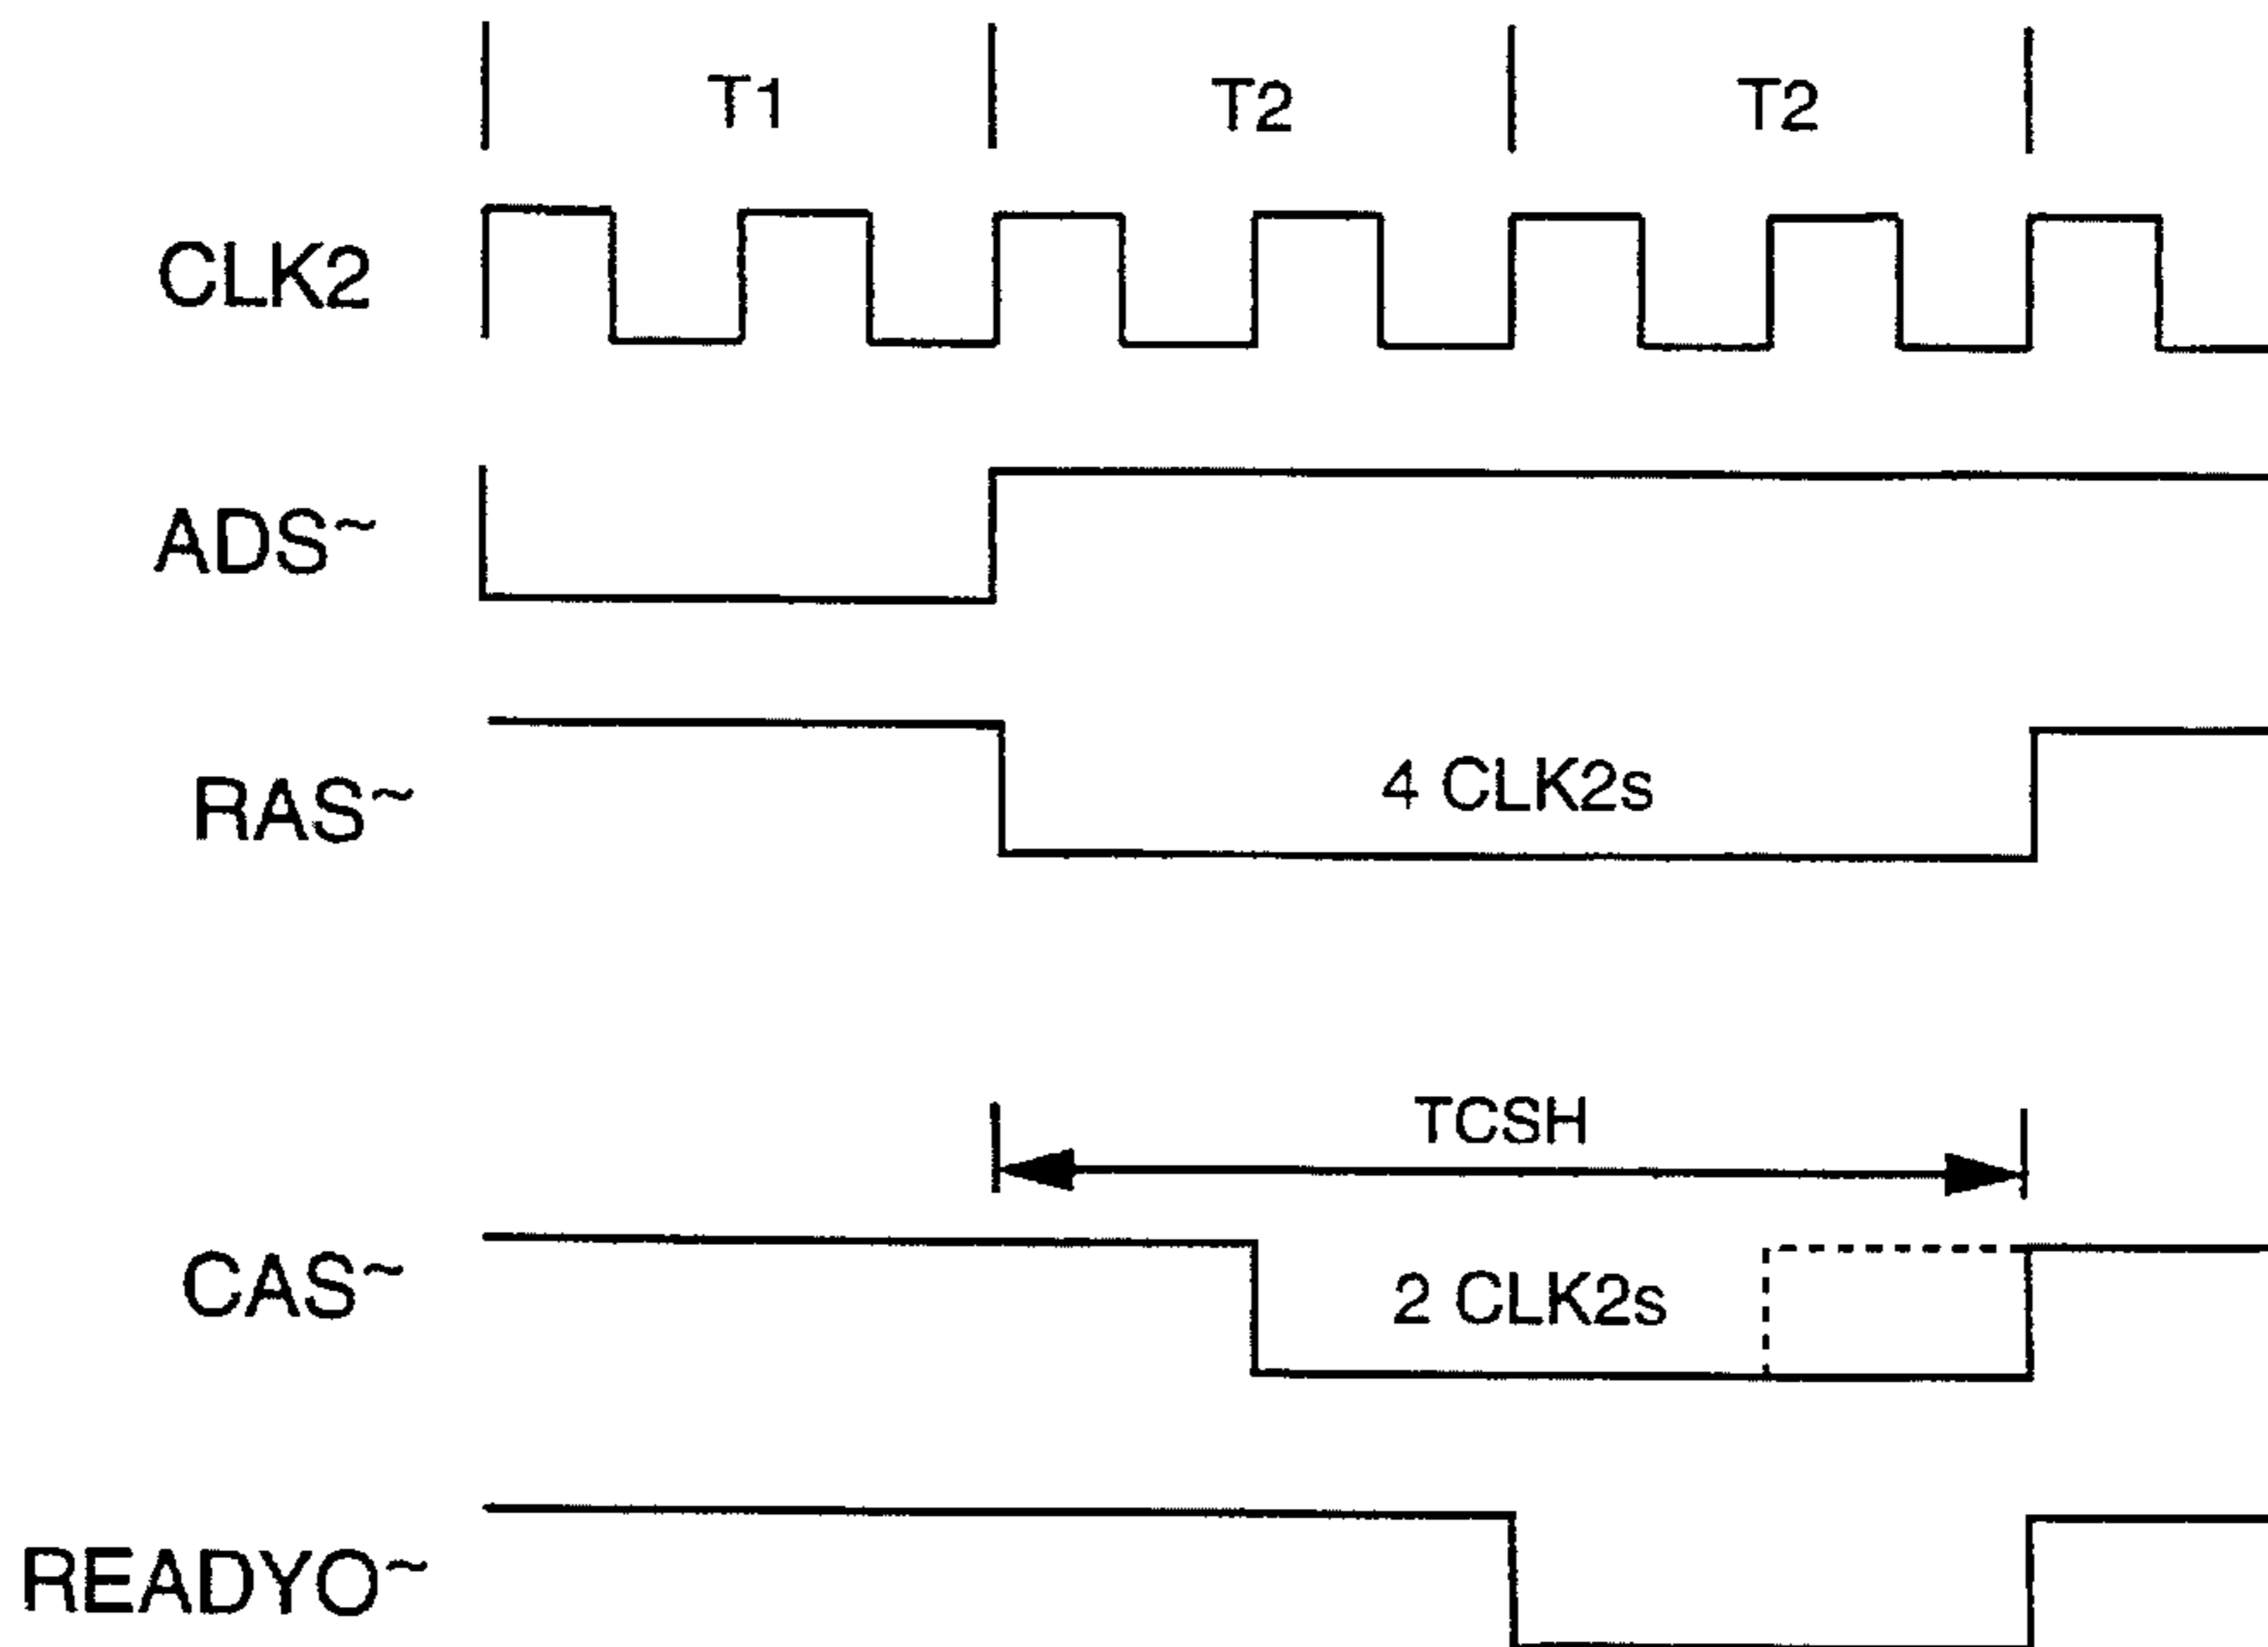 T1 T2 T2
CLK2
ADS~
RAS~ 4 CLK2s
TCSH
CAS~ 2 CLK2s
READYO~